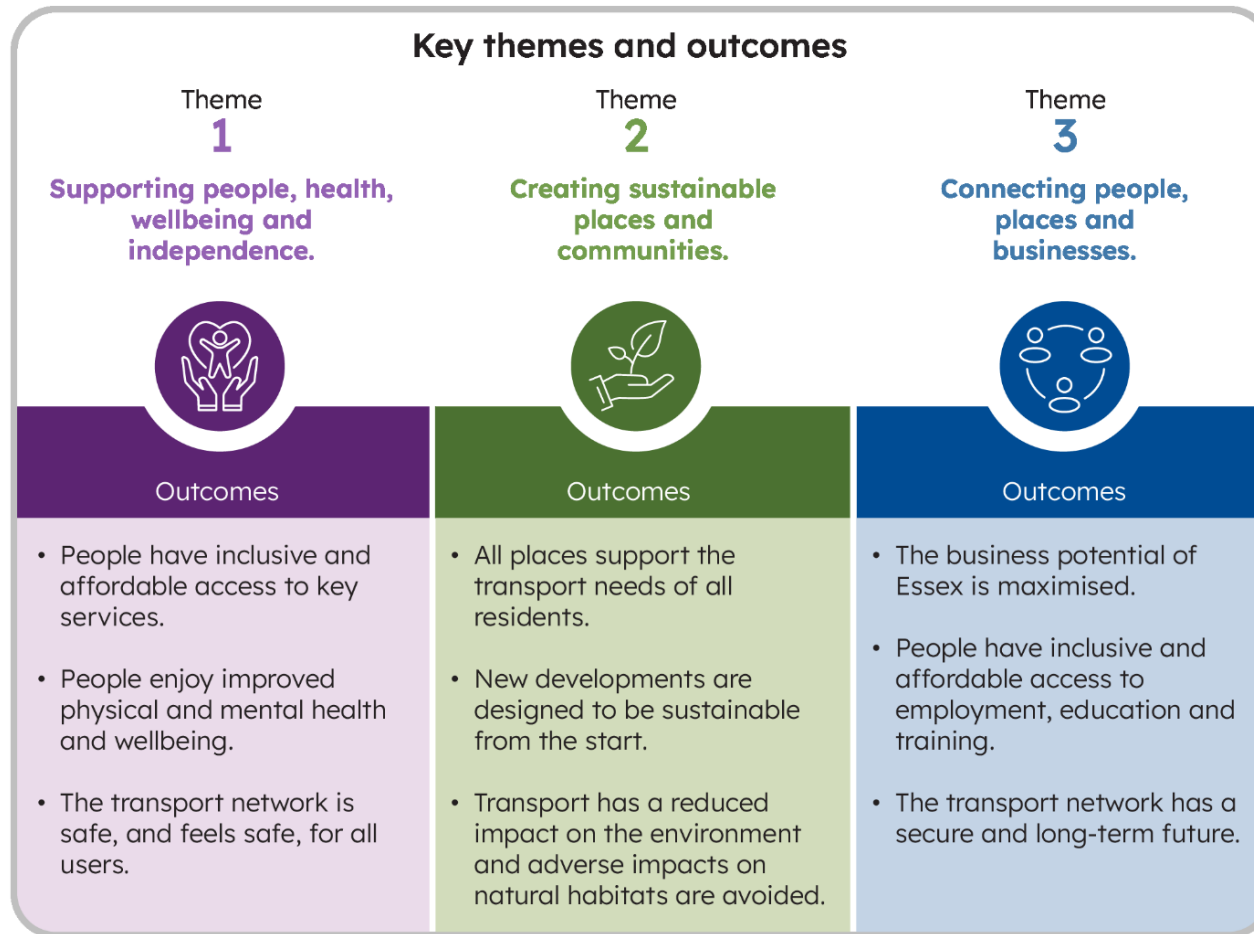 Key themes and outcomes
Theme
1
Supporting people, health,
wellbeing and
independence.
Outcomes
• People have inclusive and
affordable access to key
services.
• People enjoy improved
physical and mental health
and wellbeing.
• The transport network is
safe, and feels safe, for all
users.
Theme
2
Creating sustainable
places and
communities.
Outcomes
• All places support the
transport needs of all
residents.
• New developments are
designed to be sustainable
from the start.
• Transport has a reduced
impact on the environment
and adverse impacts on
natural habitats are avoided.
Theme
3
Connecting people,
places and
businesses.
Outcomes
• The business potential of
Essex is maximised.
• People have inclusive and
affordable access to
employment, education and
training.
• The transport network has a
secure and long-term future.